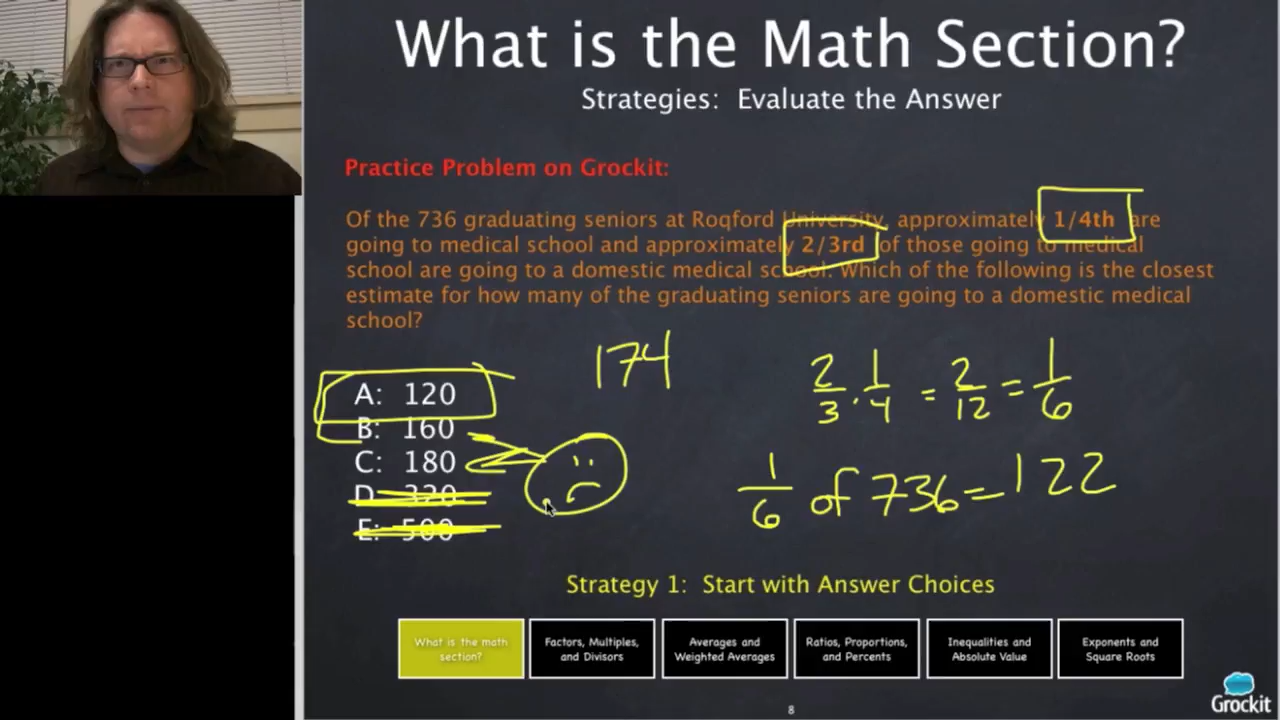 What is the Math Section?
Strategies: Evaluate the Answer
Practice Problem on Grockit:
Of the 736 graduating seniors at Roqford University, approximately 1/4th are
going to medical school and approximately 2/3rd of those going to medical
school are going to a domestic medical school. Which of the following is the closest
estimate for how many of the graduating seniors are going to a domestic medical
school?
174
2/3 · 1/4 = 2/12 = 1/6
A: 120
B: 160
C: 180
D: 320
E: 500
1/6 of 736 = 122
Strategy 1: Start with Answer Choices
What is the math
section?
Factors, Multiples,
and Divisors
Averages and
Weighted Averages
Ratios, Proportions,
and Percents
Inequalities and
Absolute Value
Exponents and
Square Roots
8
Grockit